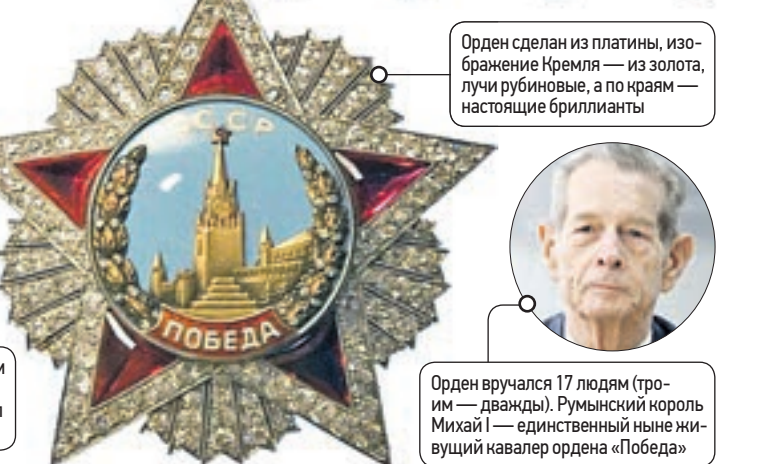 Орден сделан из платины, изо-
бражение Кремля — из золота,
лучи рубиновые, а по краям —
настоящие бриллианты
СССР
ПОБЕДА
Орден вручался 17 людям (тро-
им — дважды). Румынский король
Михай I — единственный ныне жи-
вущий кавалер ордена «Победа»